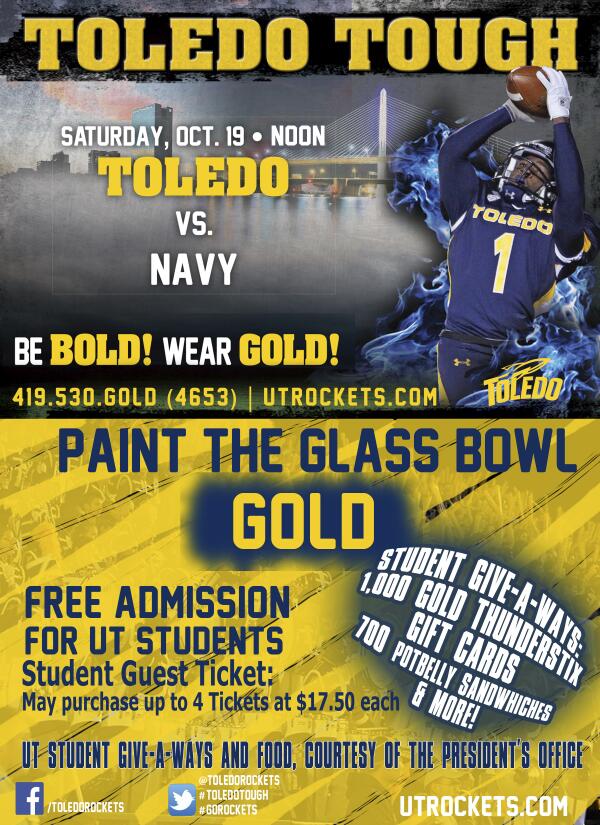 TOLEDO TOUGH
SATURDAY, OCT. 19 • NOON
TOLEDO
VS.
NAVY
TOLEDO
1
BE BOLD! WEAR GOLD!
TOLEDO
419.530.GOLD (4653) | UTROCKETS.COM
PAINT THE GLASS BOWL
GOLD
STUDENT GIVE-A-WAYS:
1,000 GOLD THUNDERSTIX
GIFT CARDS
700 POTBELLY SANDWHICHES
& MORE!
FREE ADMISSION
FOR UT STUDENTS
Student Guest Ticket:
May purchase up to 4 Tickets at $17.50 each
UT STUDENT GIVE-A-WAYS AND FOOD, COURTESY OF THE PRESIDENT'S OFFICE
f /TOLEDOROCKETS
@TOLEDOROCKETS
#TOLEDOTOUGH
#GOROCKETS
UTROCKETS.COM